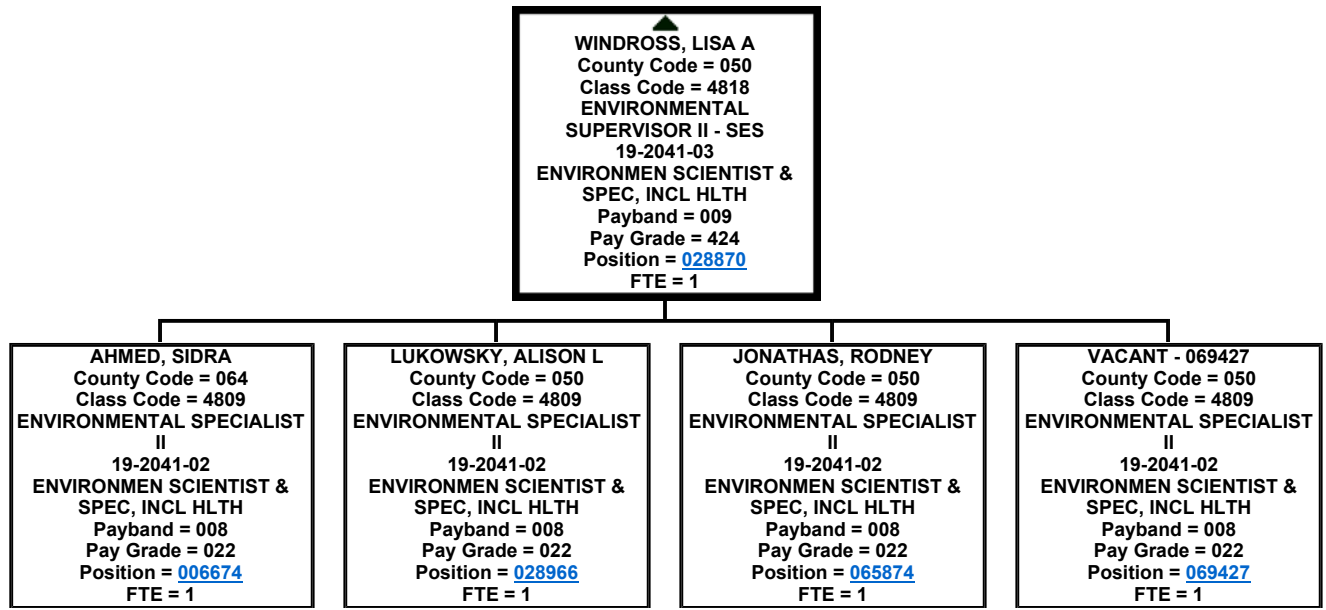 WINDROSS, LISA A
County Code = 050
Class Code = 4818
ENVIRONMENTAL
SUPERVISOR II - SES
19-2041-03
ENVIRONMEN SCIENTIST &
SPEC, INCL HLTH
Payband = 009
Pay Grade = 424
Position = 028870
FTE = 1
AHMED, SIDRA
County Code = 064
Class Code = 4809
ENVIRONMENTAL SPECIALIST
II
19-2041-02
ENVIRONMEN SCIENTIST &
SPEC, INCL HLTH
Payband = 008
Pay Grade = 022
Position = 006674
FTE = 1
LUKOWSKY, ALISON L
County Code = 050
Class Code = 4809
ENVIRONMENTAL SPECIALIST
II
19-2041-02
ENVIRONMEN SCIENTIST &
SPEC, INCL HLTH
Payband = 008
Pay Grade = 022
Position = 028966
FTE = 1
JONATHAS, RODNEY
County Code = 050
Class Code = 4809
ENVIRONMENTAL SPECIALIST
II
19-2041-02
ENVIRONMEN SCIENTIST &
SPEC, INCL HLTH
Payband = 008
Pay Grade = 022
Position = 065874
FTE = 1
VACANT - 069427
County Code = 050
Class Code = 4809
ENVIRONMENTAL SPECIALIST
II
19-2041-02
ENVIRONMEN SCIENTIST &
SPEC, INCL HLTH
Payband = 008
Pay Grade = 022
Position = 069427
FTE = 1